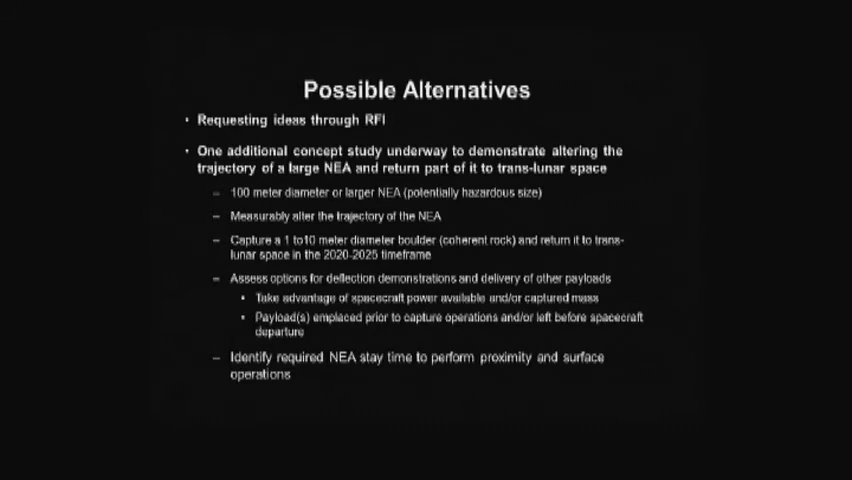 Possible Alternatives
• Requesting ideas through RFI
• One additional concept study underway to demonstrate altering the
trajectory of a large NEA and return part of it to trans-lunar space
– 100 meter diameter or larger NEA (potentially hazardous size)
– Measurably alter the trajectory of the NEA
– Capture a 1 to10 meter diameter boulder (coherent rock) and return it to trans-
lunar space in the 2020-2025 timeframe
– Assess options for deflection demonstrations and delivery of other payloads
• Take advantage of spacecraft power available and/or captured mass
• Payload(s) emplaced prior to capture operations and/or left before spacecraft
departure
– Identify required NEA stay time to perform proximity and surface
operations